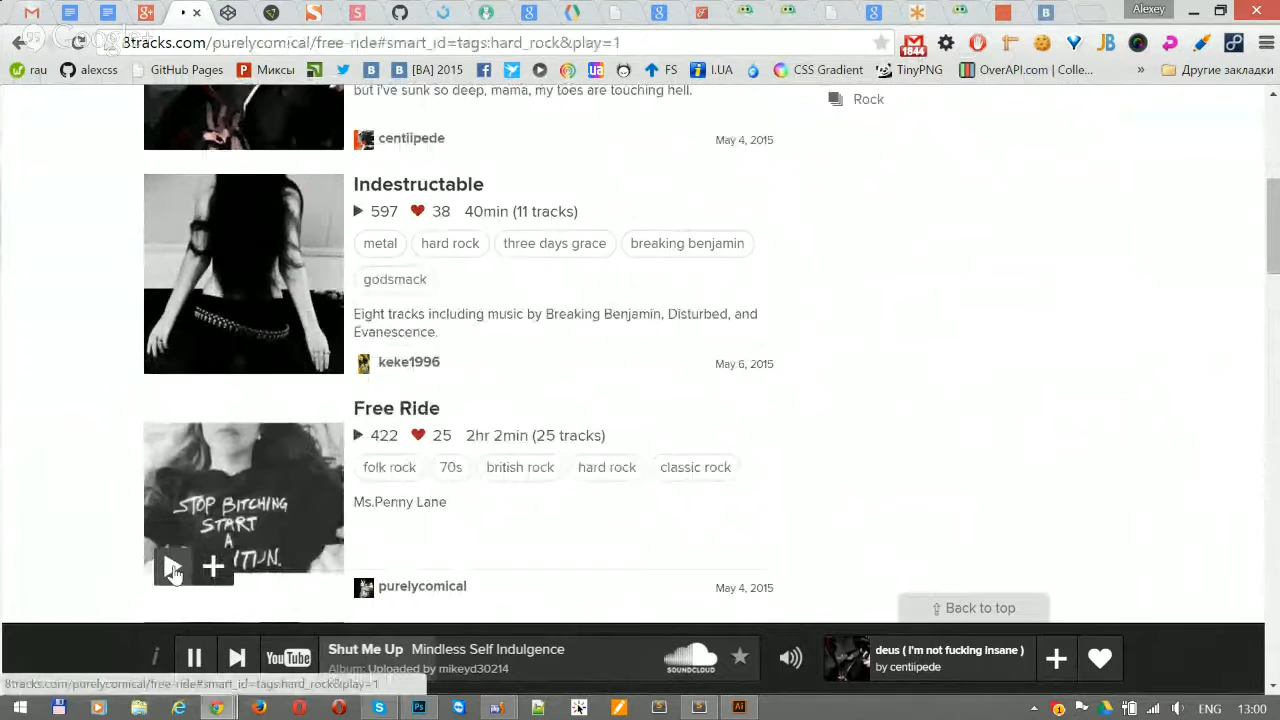 Alexey
8tracks.com/purelycomical/free-ride#smart_id=tags:hard_rock&play=1
1844
rap
alexcss
GitHub Pages
Миксы
[BA] 2015
FS
LUA
CSS Gradient
TinyPNG
OverAPI.com | Colle...
»
Другие закладки
but i've sunk so deep, mama, my toes are touching hell.
Rock
centiipede
May 4, 2015
Indestructable
597 38 40min (11 tracks)
metal hard rock three days grace breaking benjamin
godsmack
Eight tracks including music by Breaking Benjamin, Disturbed, and
Evanescence.
keke1996
May 6, 2015
Free Ride
422 25 2hr 2min (25 tracks)
folk rock 70s british rock hard rock classic rock
STOP BITCHING
START
A
Ms.Penny Lane
purelycomical
May 4, 2015
Back to top
i
YouTube
Shut Me Up Mindless Self Indulgence
Album: Uploaded by mikeyd30214
SOUNDCLOUD
deus ( I'm not fucking insane )
by centiipede
8tracks.com/purelycomical/free-ride#smart_id=tags:hard_rock&play=1
ENG
13:00